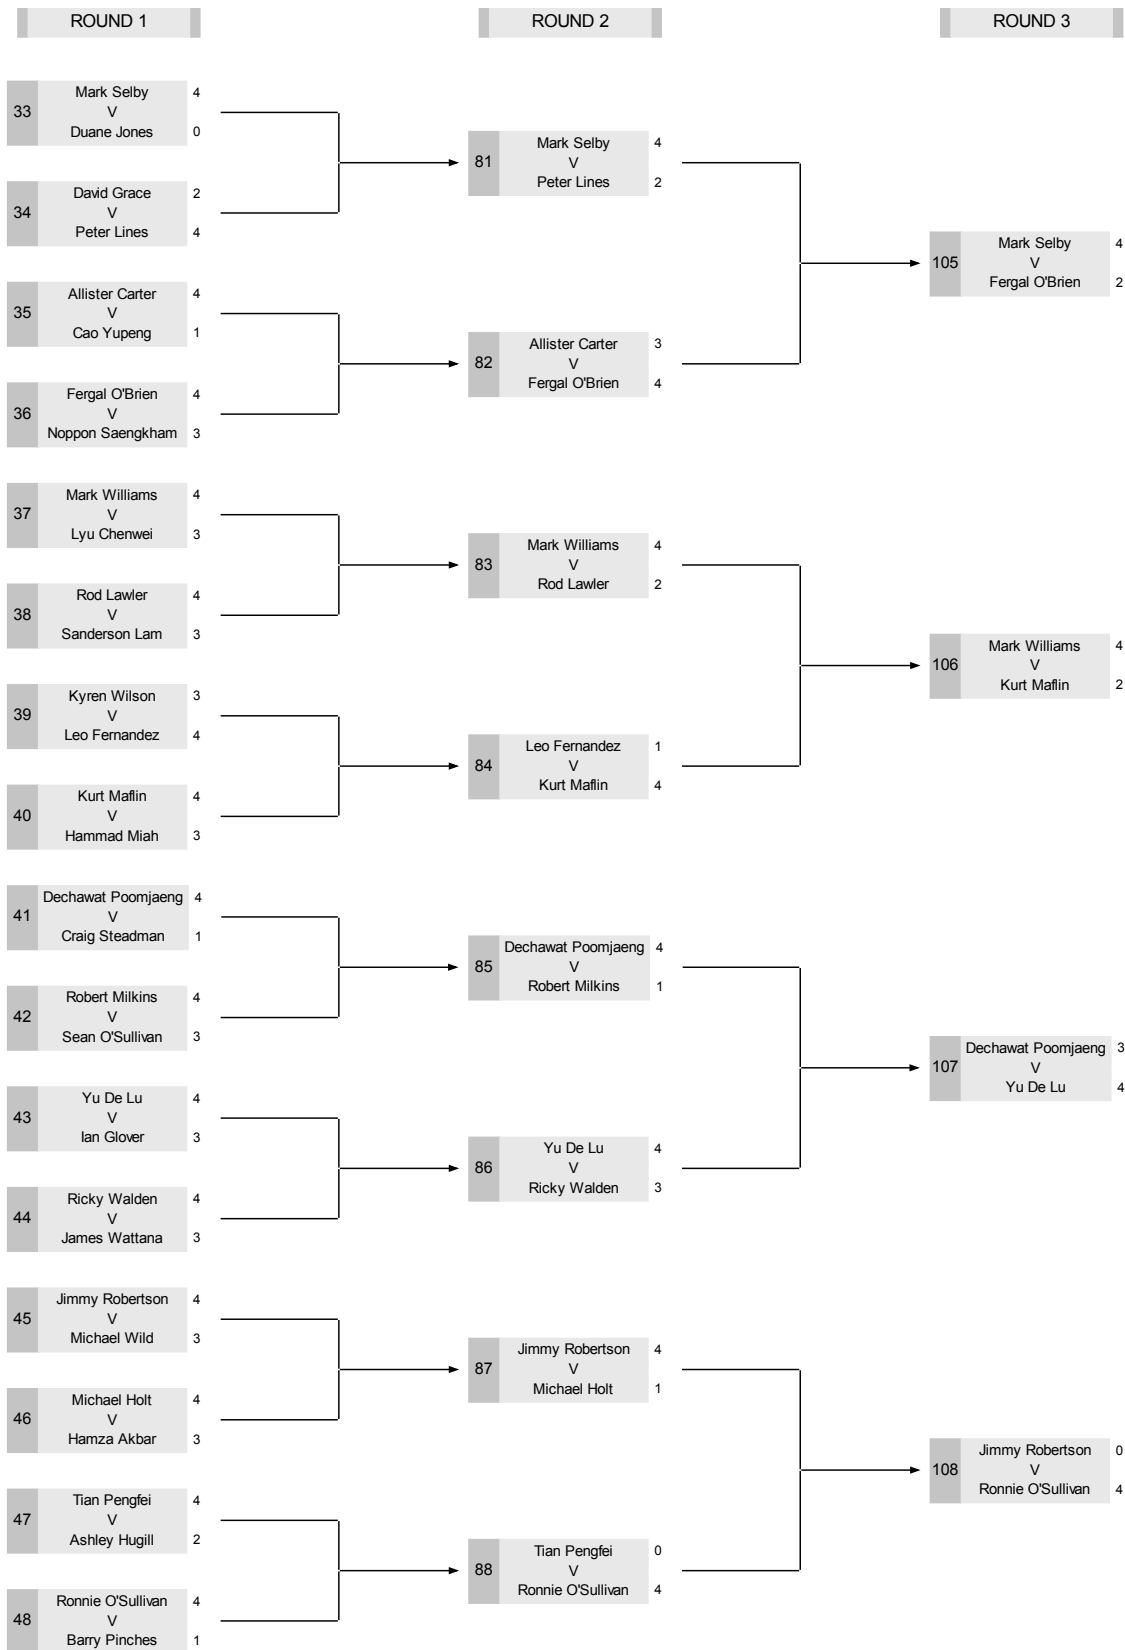 ROUND 1
ROUND 2
ROUND 3
33
Mark Selby 4
V
Duane Jones 0
34
David Grace 2
V
Peter Lines 4
35
Allister Carter 4
V
Cao Yupeng 1
36
Fergal O'Brien 4
V
Noppon Saengkham 3
37
Mark Williams 4
V
Lyu Chenwei 3
38
Rod Lawler 4
V
Sanderson Lam 3
39
Kyren Wilson 3
V
Leo Fernandez 4
40
Kurt Maflin 4
V
Hammad Miah 3
41
Dechawat Poomjaeng 4
V
Craig Steadman 1
42
Robert Milkins 4
V
Sean O'Sullivan 3
43
Yu De Lu 4
V
Ian Glover 3
44
Ricky Walden 4
V
James Wattana 3
45
Jimmy Robertson 4
V
Michael Wild 3
46
Michael Holt 4
V
Hamza Akbar 3
47
Tian Pengfei 4
V
Ashley Hugill 2
48
Ronnie O'Sullivan 4
V
Barry Pinches 1
81
Mark Selby 4
V
Peter Lines 2
82
Allister Carter 3
V
Fergal O'Brien 4
83
Mark Williams 4
V
Rod Lawler 2
84
Leo Fernandez 1
V
Kurt Maflin 4
85
Dechawat Poomjaeng 4
V
Robert Milkins 1
86
Yu De Lu 4
V
Ricky Walden 3
87
Jimmy Robertson 4
V
Michael Holt 1
88
Tian Pengfei 0
V
Ronnie O'Sullivan 4
105
Mark Selby 4
V
Fergal O'Brien 2
106
Mark Williams 4
V
Kurt Maflin 2
107
Dechawat Poomjaeng 3
V
Yu De Lu 4
108
Jimmy Robertson 0
V
Ronnie O'Sullivan 4